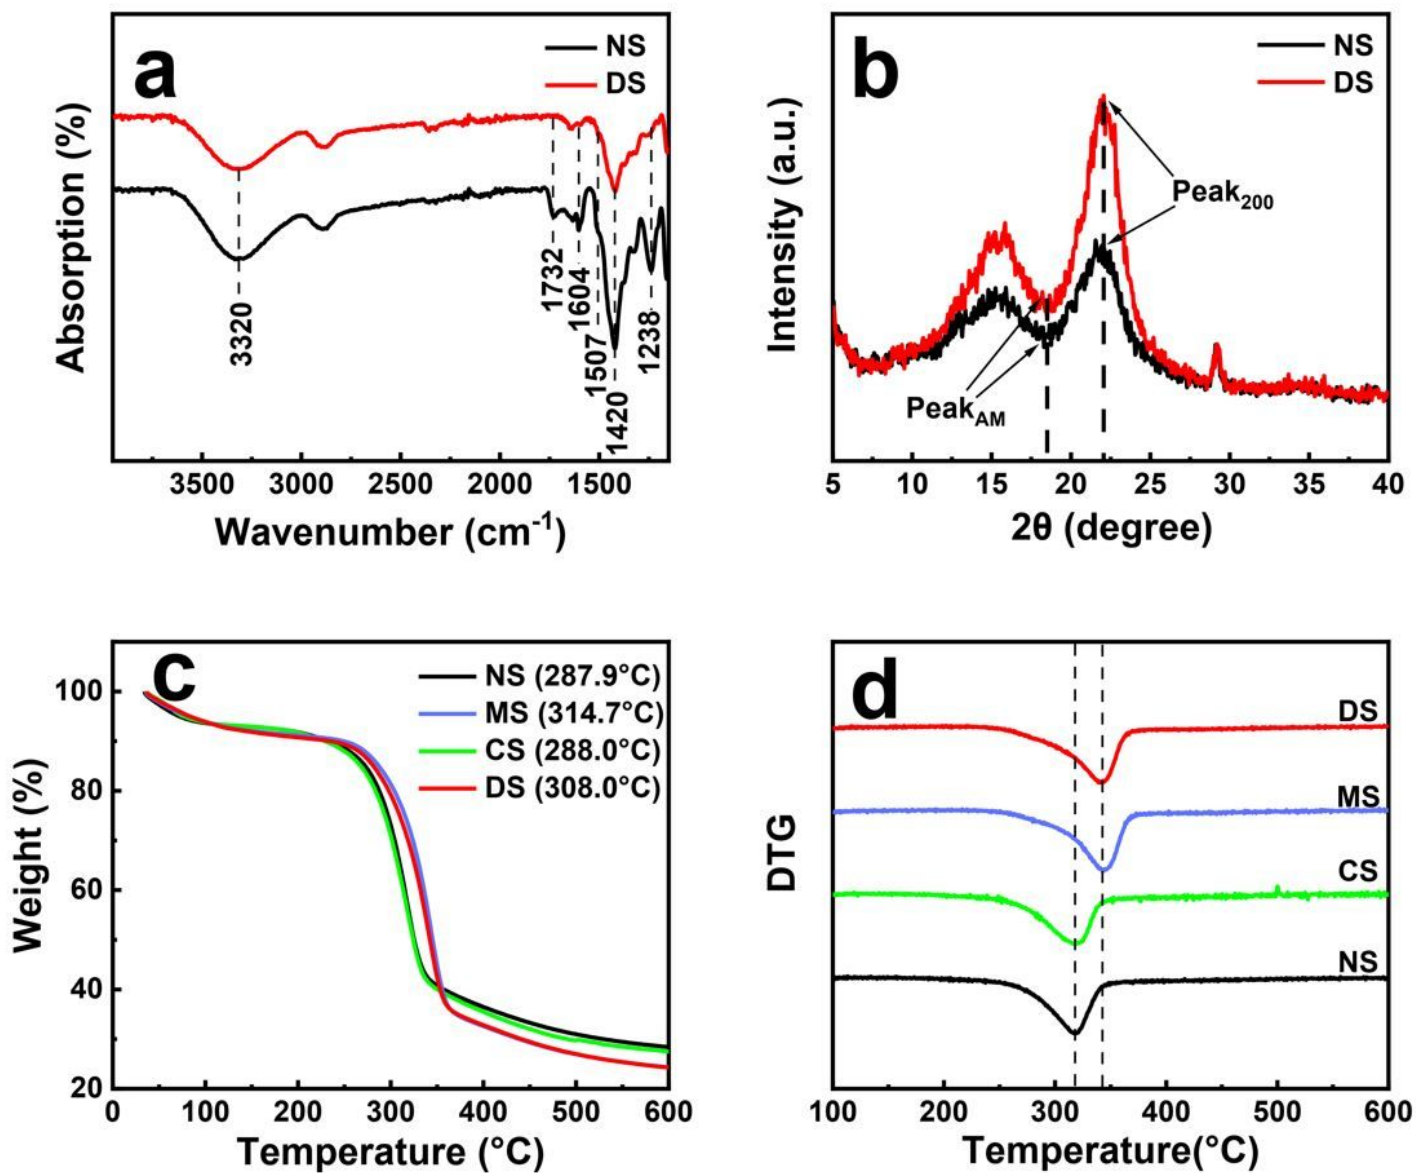 a
NS
DS
Absorption (%)
3320
1732
1604
1507
1420
1238
3500 3000 2500 2000 1500
Wavenumber (cm-1)
b
NS
DS
Intensity (a.u.)
Peak200
PeakAM
5 10 15 20 25 30 35 40
2θ (degree)
c
NS (287.9°C)
MS (314.7°C)
CS (288.0°C)
DS (308.0°C)
Weight (%)
100
80
60
40
20
0 100 200 300 400 500 600
Temperature (°C)
d
DS
MS
CS
NS
DTG
100 200 300 400 500 600
Temperature(°C)